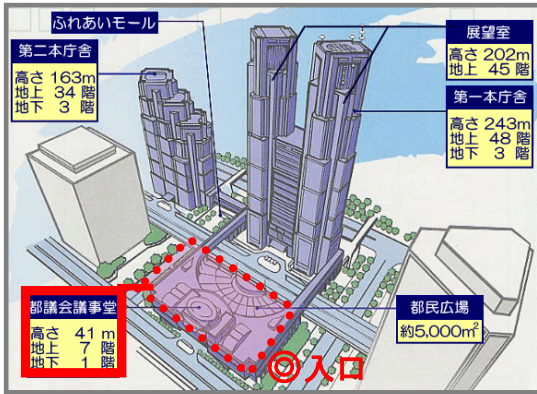 ふれあいモール
第二本庁舎
高さ 163m
地上 34 階
地下 3 階
展望室
高さ 202m
地上 45 階
第一本庁舎
高さ 243m
地上 48 階
地下 3 階
都議会議事堂
高さ 41 m
地上 7 階
地下 1 階
都民広場
約5,000m²
◎入口